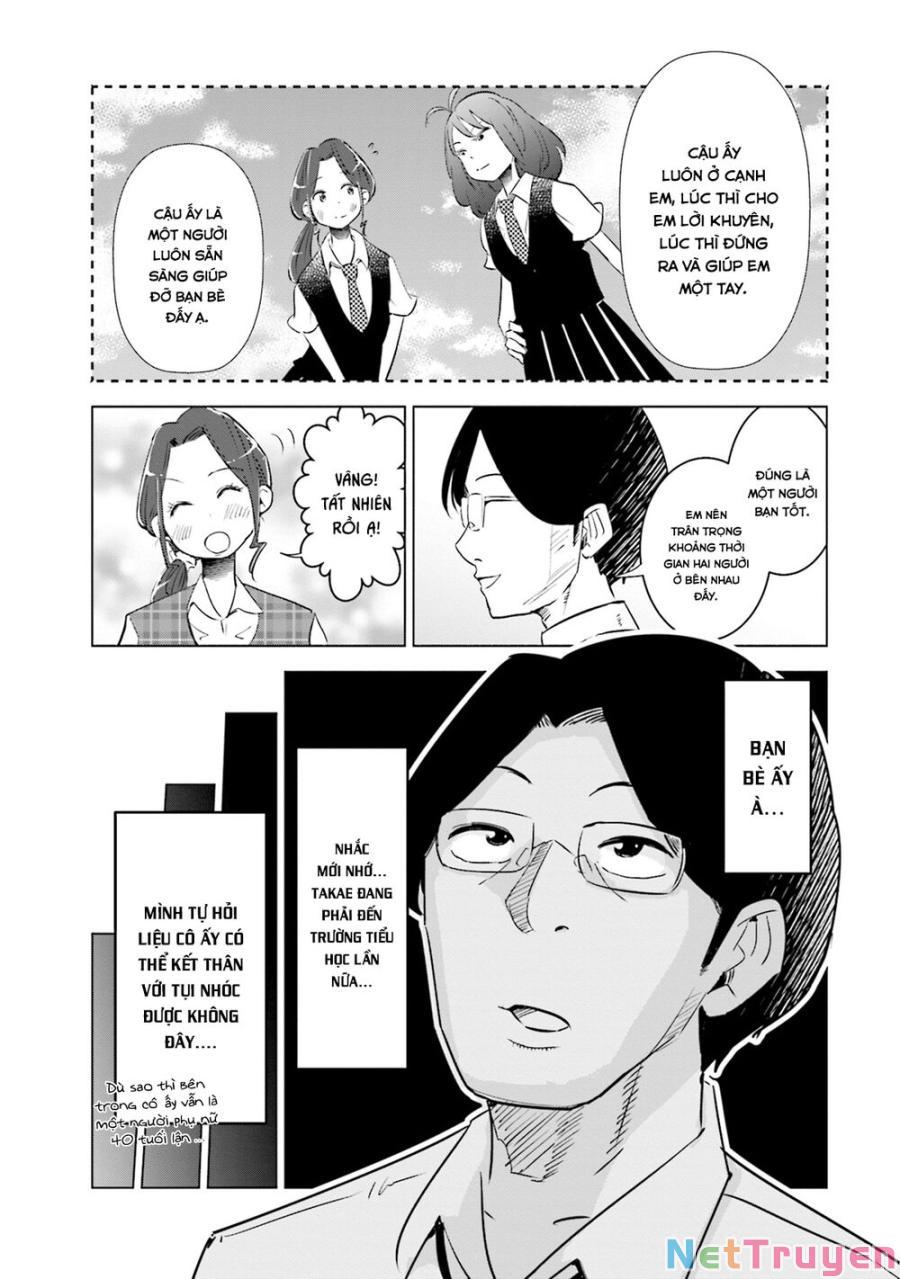 CẬU ẤY
LUÔN Ở CẠNH
EM, LÚC THÌ CHO
EM LỜI KHUYÊN,
LÚC THÌ ĐỨNG
RA VÀ GIÚP EM
MỘT TAY.
CẬU ẤY LÀ
MỘT NGƯỜI
LUÔN SẴN
SÀNG GIÚP
ĐỠ BẠN BÈ
ĐẤY Ạ.
ĐÚNG LÀ
MỘT NGƯỜI
BẠN TỐT.
EM NÊN
TRÂN TRỌNG
KHOẢNG THỜI
GIAN HAI NGƯỜI
Ở BÊN NHAU
ĐẤY.
VÂNG!
TẤT NHIÊN
RỒI Ạ!
BẠN
BÈ ẤY
À...
NHẮC
MỚI NHỚ...
TAKAE ĐANG
PHẢI ĐẾN
TRƯỜNG TIỂU
HỌC LẦN
NỮA...
MÌNH TỰ HỎI
LIỆU CÔ ẤY CÓ
THỂ KẾT THÂN
VỚI TỤI NHÓC
ĐƯỢC KHÔNG
ĐÂY....
Dù sao thì bên
trong cô ấy vẫn là
một người phụ nữ
40 tuổi lận ...
NetTruyen